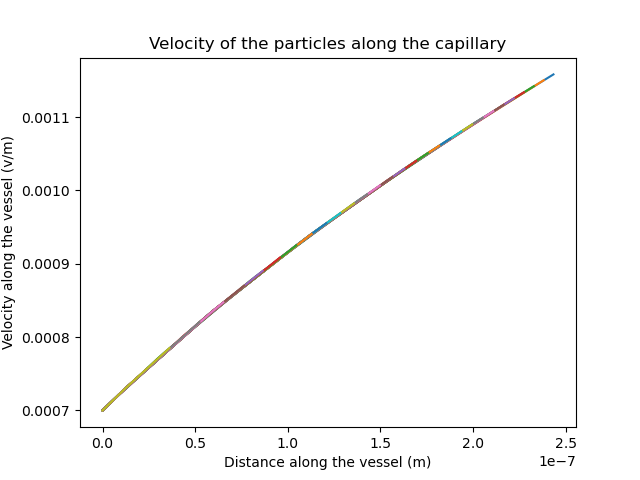 Velocity of the particles along the capillary
Velocity along the vessel (v/m)
0.0011
0.0010
0.0009
0.0008
0.0007
0.0 0.5 1.0 1.5 2.0 2.5
1e−7
Distance along the vessel (m)